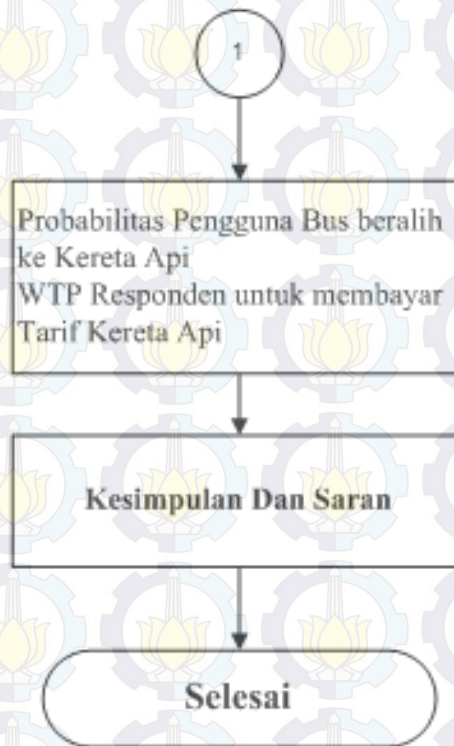 1
Probabilitas Pengguna Bus beralih
ke Kereta Api
WTP Responden untuk membayar
Tarif Kereta Api
Kesimpulan Dan Saran
Selesai